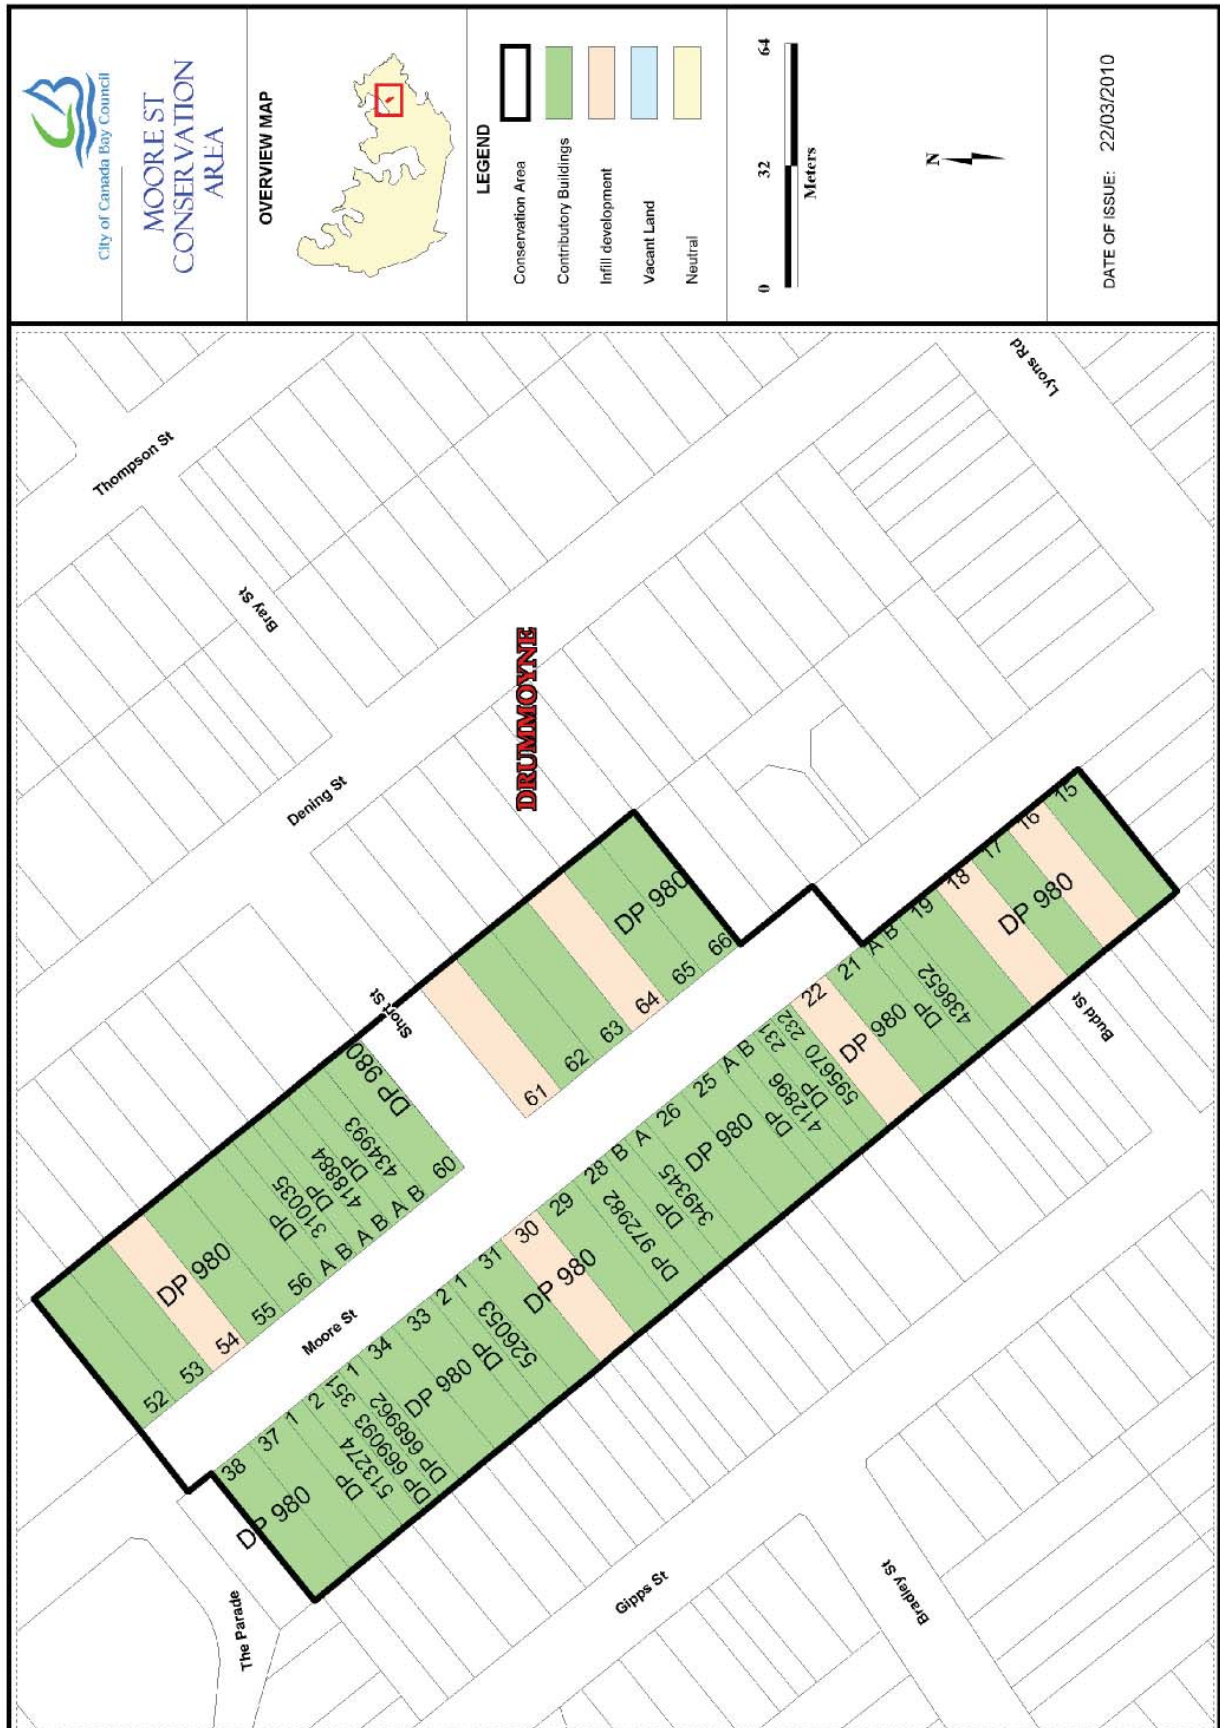 City of Canada Bay Council
MOORE ST
CONSERVATION
AREA
OVERVIEW MAP
LEGEND
Conservation Area
Contributory Buildings
Infill development
Vacant Land
Neutral
0 32 64
Meters
N
DATE OF ISSUE: 22/03/2010
Thompson St
Bray St
Dening St
DRUMMOYNE
Lyons Rd
Short St
Moore St
The Parade
Gipps St
Bradley St
Budd St
52
53
54
55
56
A
B
A
B
A
B
60
DP 980
DP
310035
DP
418884
DP
434993
DP 980
61
62
63
64
65
66
DP 980
38
37
1
2
35
1
34
33
2
1
31
30
29
28
B
A
26
25
A
B
231
232
22
21
A
B
19
18
17
16
15
DP 980
DP
513274
DP 669093
DP 668962
DP 980
DP
526053
DP 980
DP 972982
DP
349345
DP 980
DP
412896
DP
595670
DP 980
DP
438652
DP 980